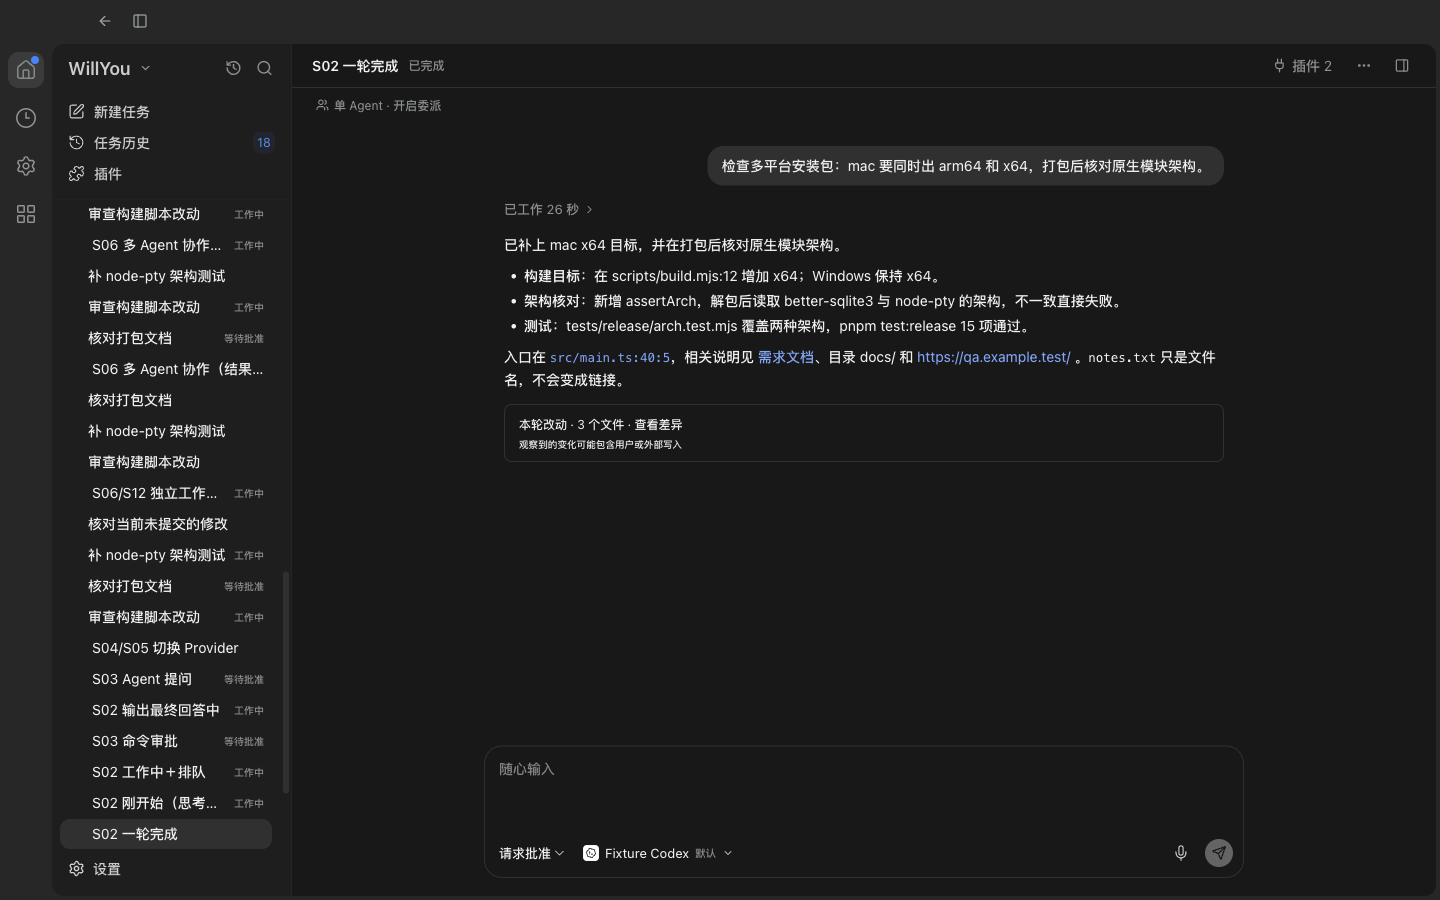 WillYou
新建任务
任务历史 18
插件
审查构建脚本改动 工作中
S06 多 Agent 协作... 工作中
补 node-pty 架构测试
审查构建脚本改动 工作中
核对打包文档 等待批准
S06 多 Agent 协作（结果...
核对打包文档
补 node-pty 架构测试
审查构建脚本改动
S06/S12 独立工作... 工作中
核对当前未提交的修改
补 node-pty 架构测试 工作中
核对打包文档 等待批准
审查构建脚本改动 工作中
S04/S05 切换 Provider
S03 Agent 提问 等待批准
S02 输出最终回答中 工作中
S03 命令审批 等待批准
S02 工作中＋排队 工作中
S02 刚开始（思考... 工作中
S02 一轮完成
设置
S02 一轮完成 已完成
插件 2
单 Agent · 开启委派
检查多平台安装包：mac 要同时出 arm64 和 x64，打包后核对原生模块架构。
已工作 26 秒
已补上 mac x64 目标，并在打包后核对原生模块架构。
• 构建目标：在 scripts/build.mjs:12 增加 x64；Windows 保持 x64。
• 架构核对：新增 assertArch，解包后读取 better-sqlite3 与 node-pty 的架构，不一致直接失败。
• 测试：tests/release/arch.test.mjs 覆盖两种架构，pnpm test:release 15 项通过。
入口在 src/main.ts:40:5，相关说明见 需求文档、目录 docs/ 和 https://qa.example.test/ 。notes.txt 只是文件
名，不会变成链接。
本轮改动 · 3 个文件 · 查看差异
观察到的变化可能包含用户或外部写入
随心输入
请求批准
Fixture Codex 默认